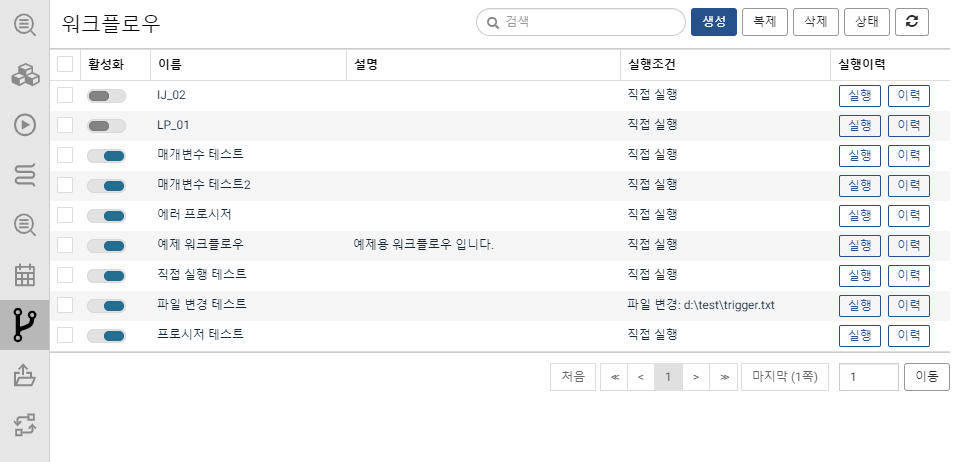 워크플로우 검색 생성 복제 삭제 상태
활성화 이름 설명 실행조건 실행이력
IJ_02 직접 실행 실행 이력
LP_01 직접 실행 실행 이력
매개변수 테스트 직접 실행 실행 이력
매개변수 테스트2 직접 실행 실행 이력
에러 프로시저 직접 실행 실행 이력
예제 워크플로우 예제용 워크플로우 입니다. 직접 실행 실행 이력
직접 실행 테스트 직접 실행 실행 이력
파일 변경 테스트 파일 변경: d:\test\trigger.txt 실행 이력
프로시저 테스트 직접 실행 실행 이력
처음 ≪ < 1 > ≫ 마지막 (1쪽) 1 이동